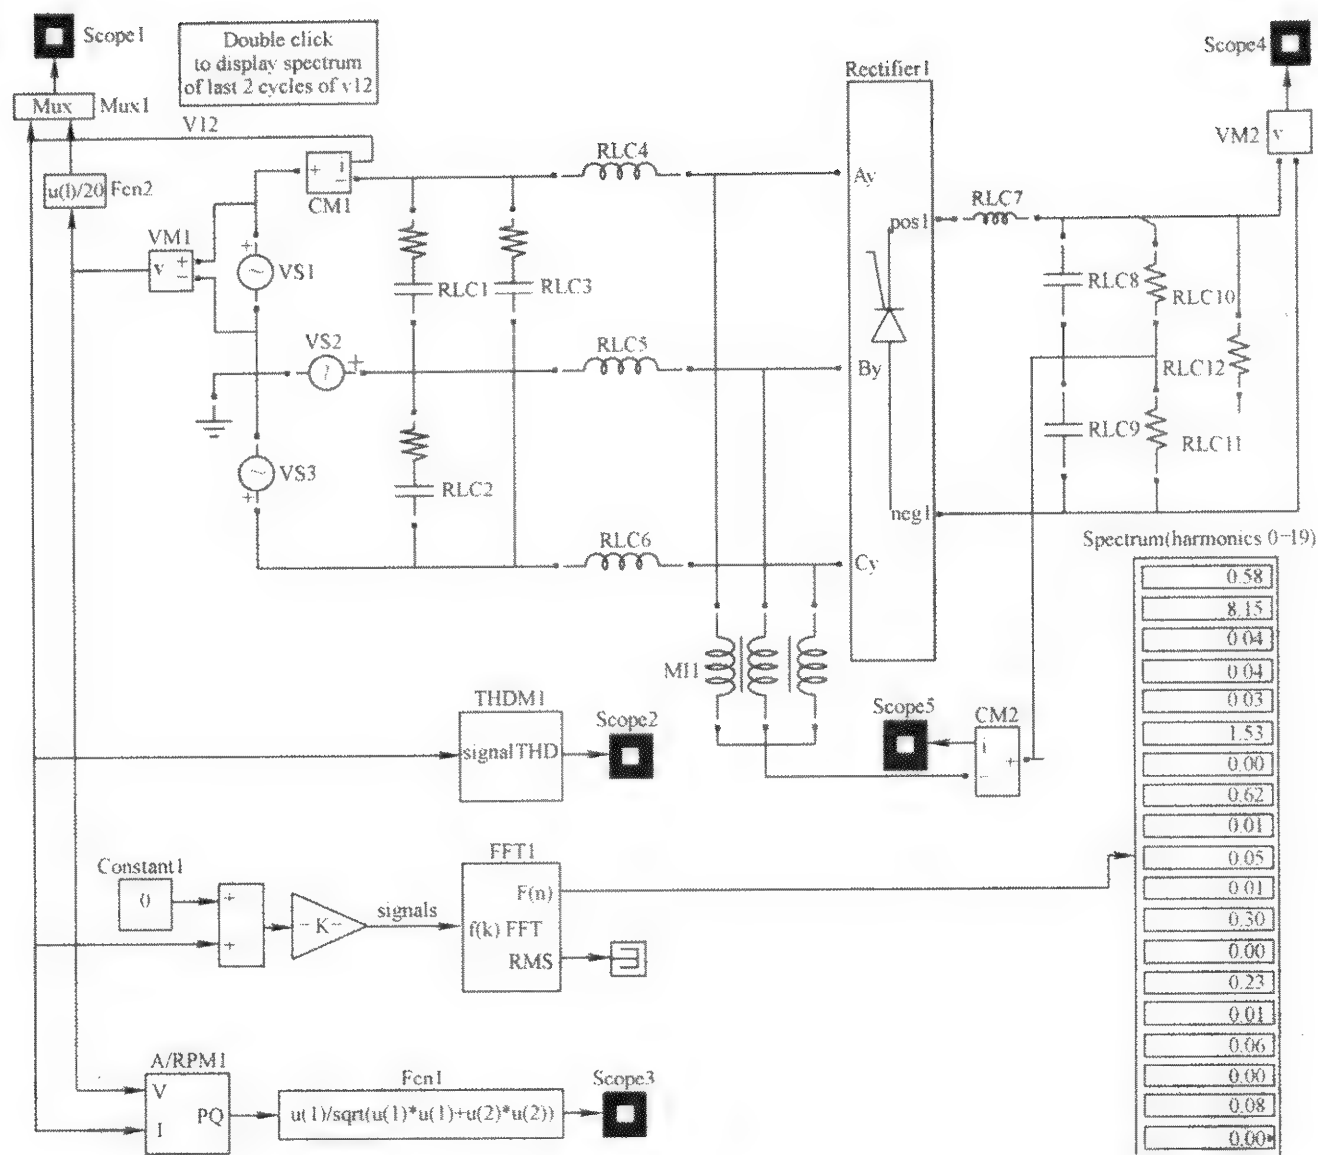 Scope1
Double click
to display spectrum
of last 2 cycles of v12
Scope4
Rectifier1
Mux
Mux1
V12
VM2
v
RLC4
+
i
−
CM1
Ay
u(1)/20
Fcn2
RLC7
pos1
VM1
v
+
−
+
VS1
RLC1
RLC3
RLC8
RLC10
VS2
+
RLC5
By
RLC12
RLC9
RLC11
VS3
+
RLC2
neg1
RLC6
Cy
Spectrum(harmonics 0−19)
0.58
8.15
0.04
0.04
0.03
1.53
0.00
0.62
0.01
0.05
0.01
0.30
0.00
0.23
0.01
0.06
0.00
0.08
0.00
MI1
THDM1
Scope2
signalTHD
Scope5
CM2
i
+
−
Constant1
0
+
+
-K-
signals
FFT1
F(n)
f(k) FFT
RMS
A/RPM1
V
PQ
I
Fcn1
u(1)/sqrt(u(1)*u(1)+u(2)*u(2))
Scope3